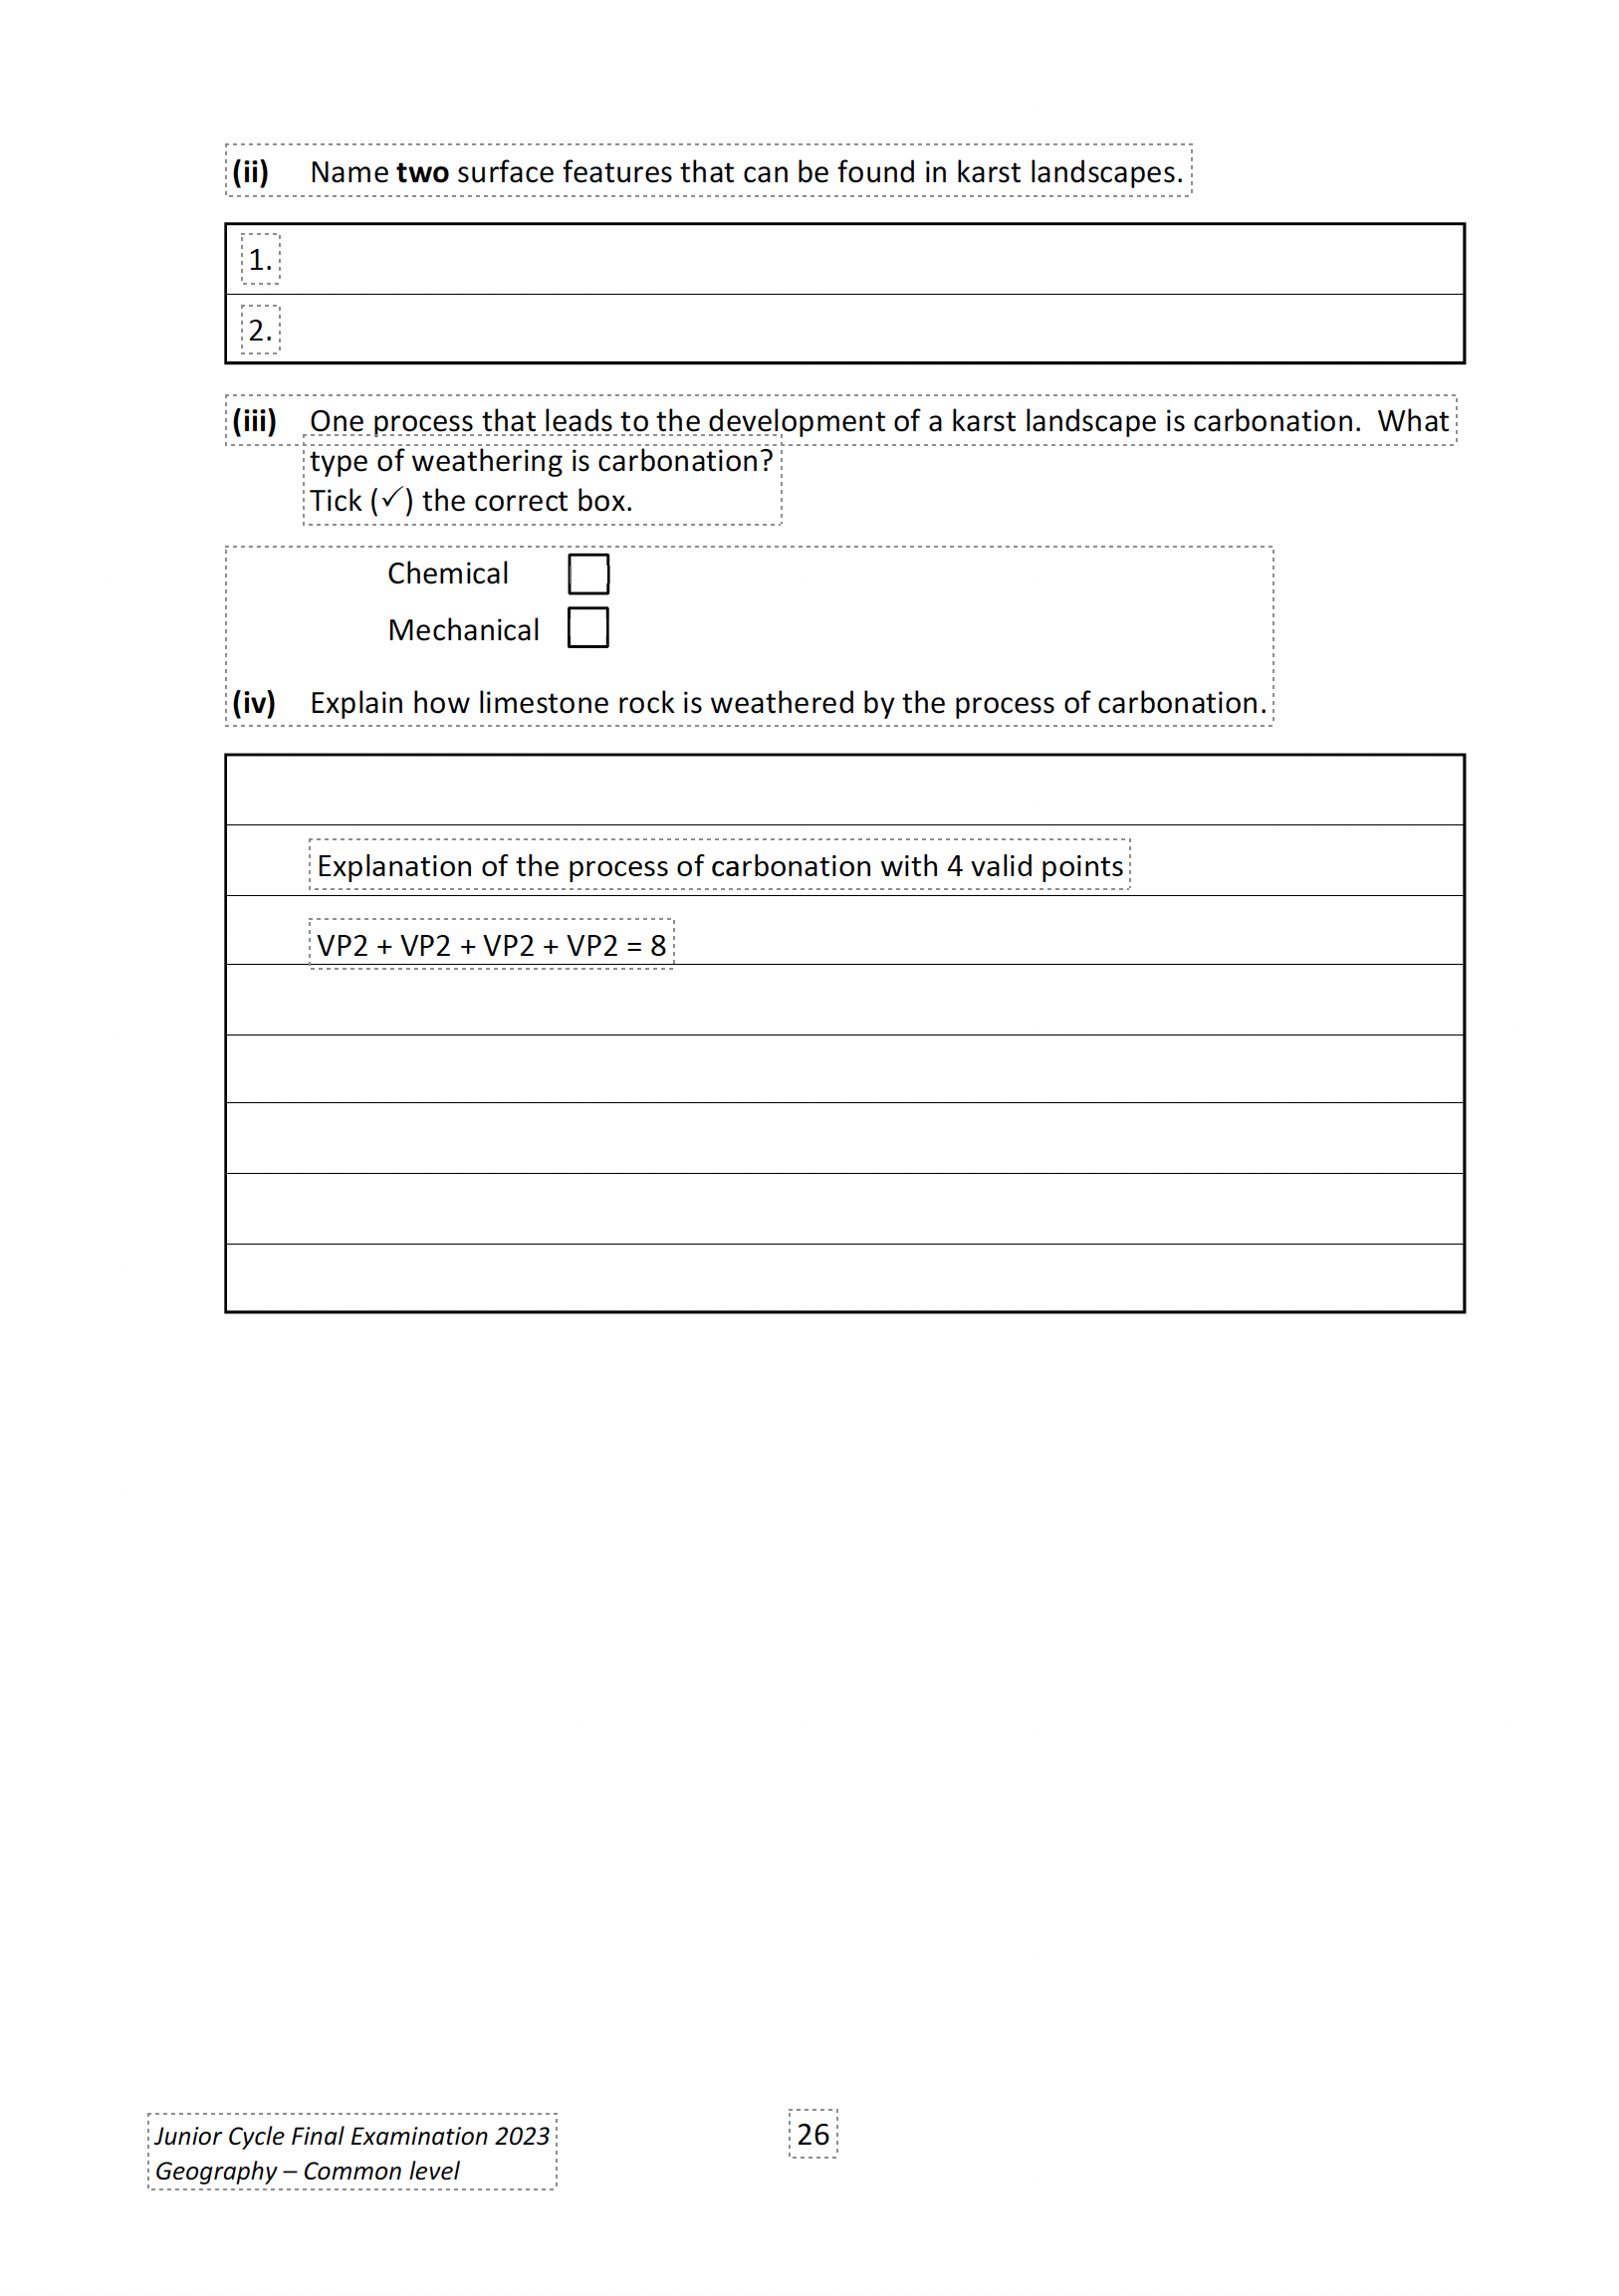 (ii) Name two surface features that can be found in karst landscapes.
1.
2.
(iii) One process that leads to the development of a karst landscape is carbonation. What
type of weathering is carbonation?
Tick (✓) the correct box.
Chemical
Mechanical
(iv) Explain how limestone rock is weathered by the process of carbonation.
Explanation of the process of carbonation with 4 valid points
VP2 + VP2 + VP2 + VP2 = 8
Junior Cycle Final Examination 2023
Geography – Common level
26